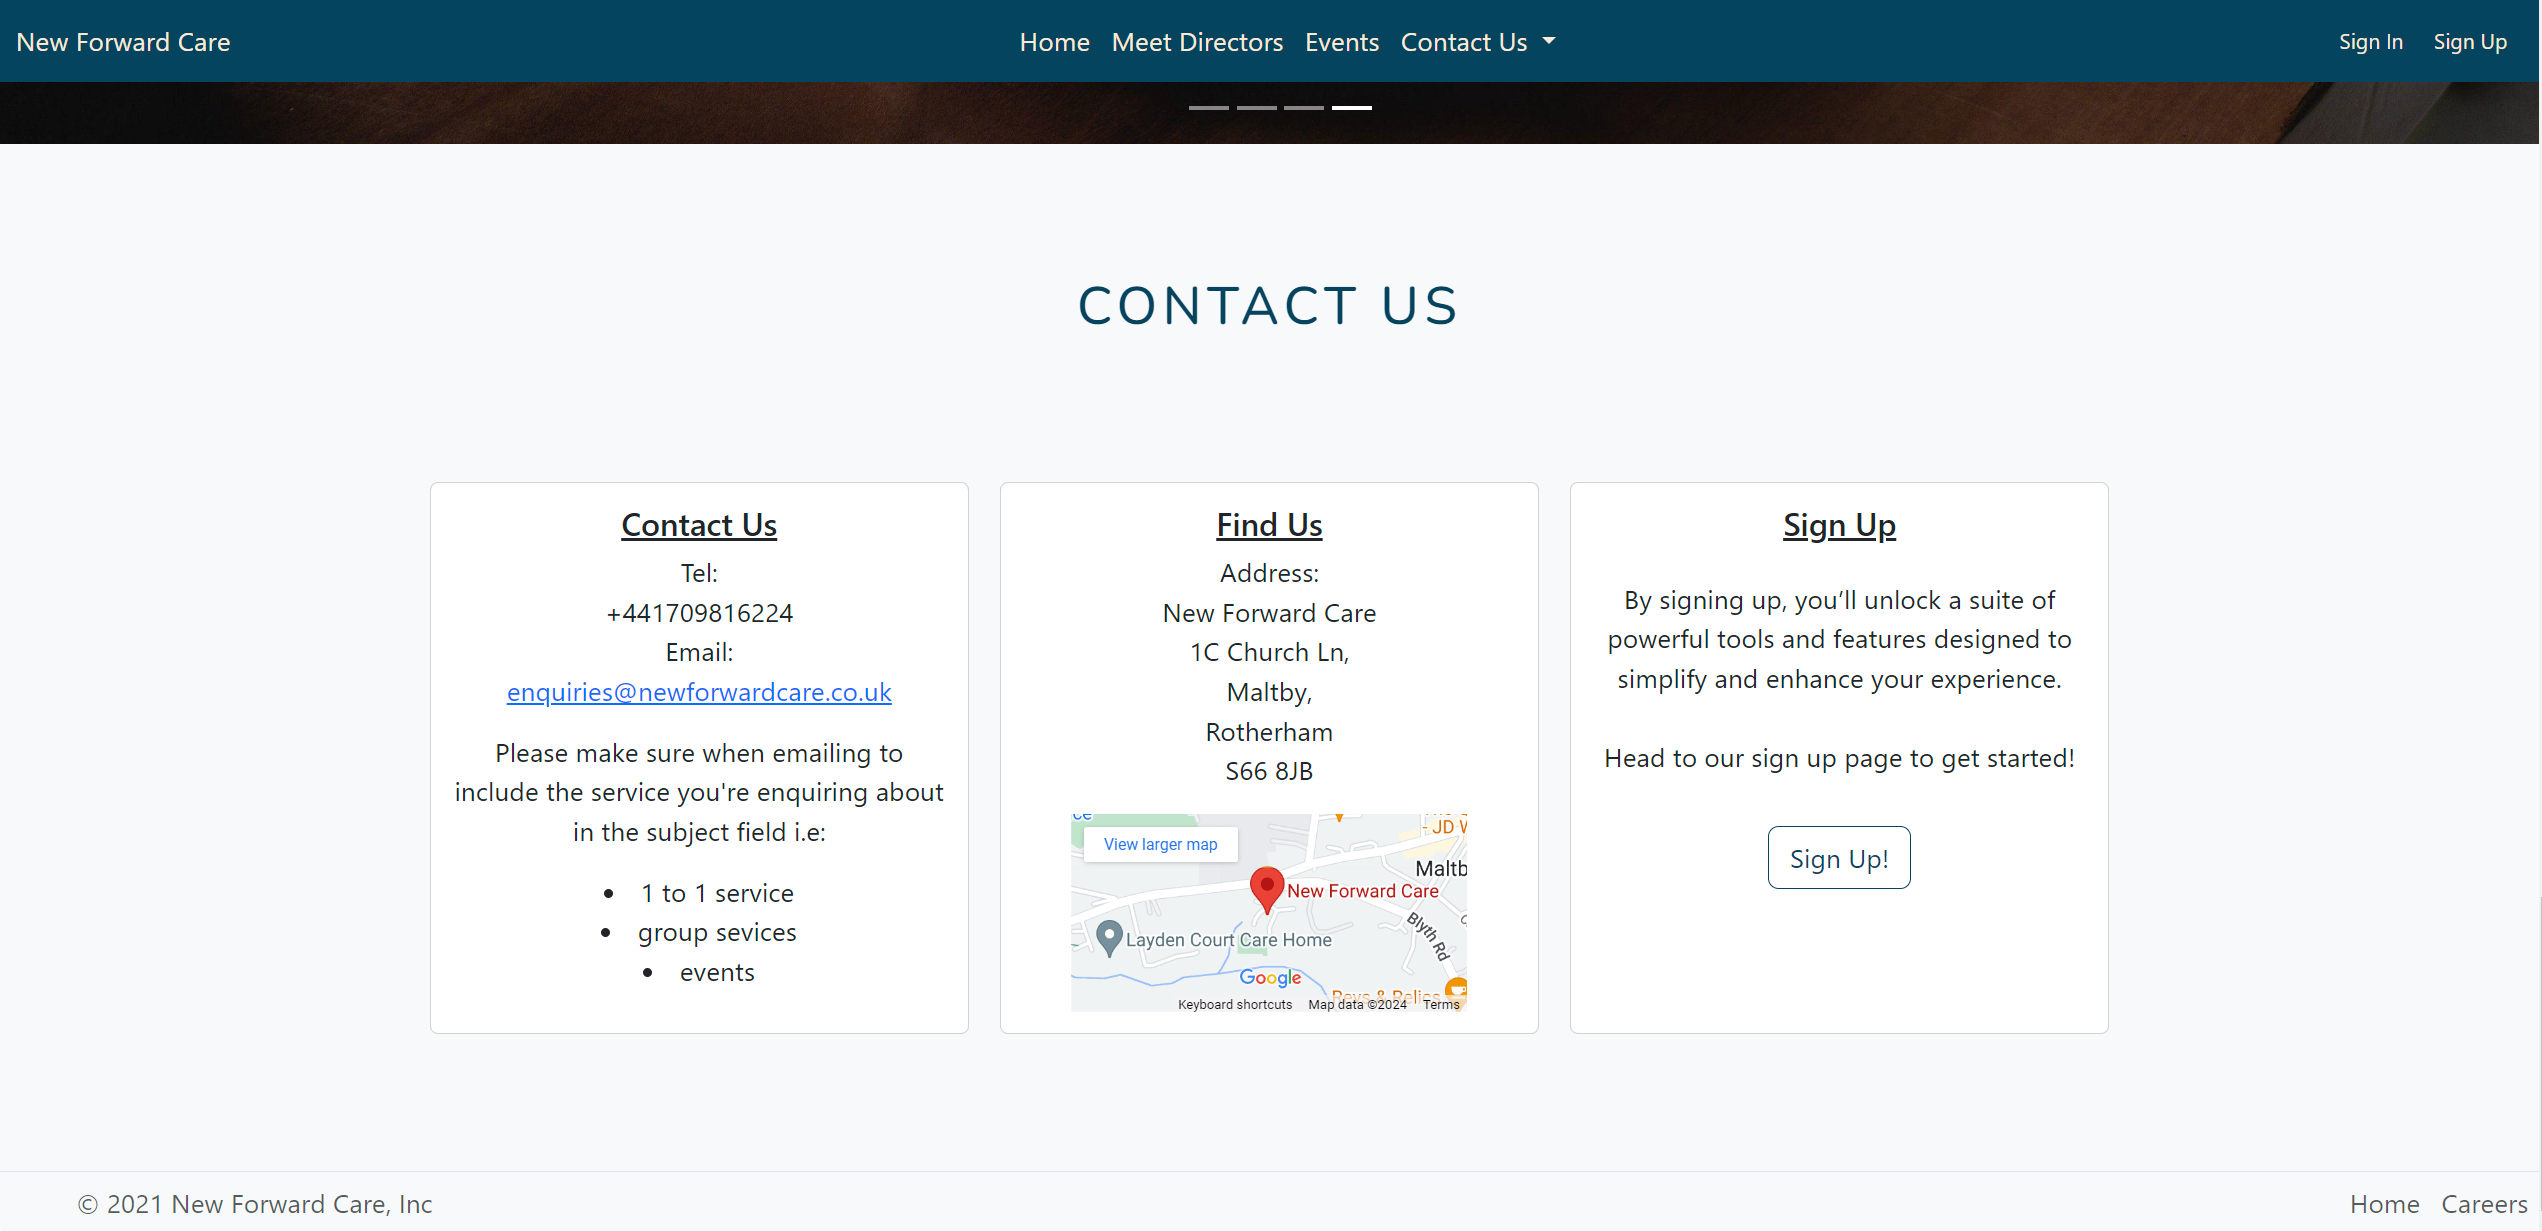 New Forward Care
Home Meet Directors Events Contact Us
Sign In Sign Up
CONTACT US
Contact Us
Tel:
+441709816224
Email:
enquiries@newforwardcare.co.uk
Please make sure when emailing to
include the service you're enquiring about
in the subject field i.e:
• 1 to 1 service
• group sevices
• events
Find Us
Address:
New Forward Care
1C Church Ln,
Maltby,
Rotherham
S66 8JB
View larger map
- JD W
Maltb
New Forward Care
Blyth Rd
Layden Court Care Home
Google
Keyboard shortcuts Map data ©2024 Terms
Sign Up
By signing up, you’ll unlock a suite of
powerful tools and features designed to
simplify and enhance your experience.
Head to our sign up page to get started!
Sign Up!
© 2021 New Forward Care, Inc
Home Careers